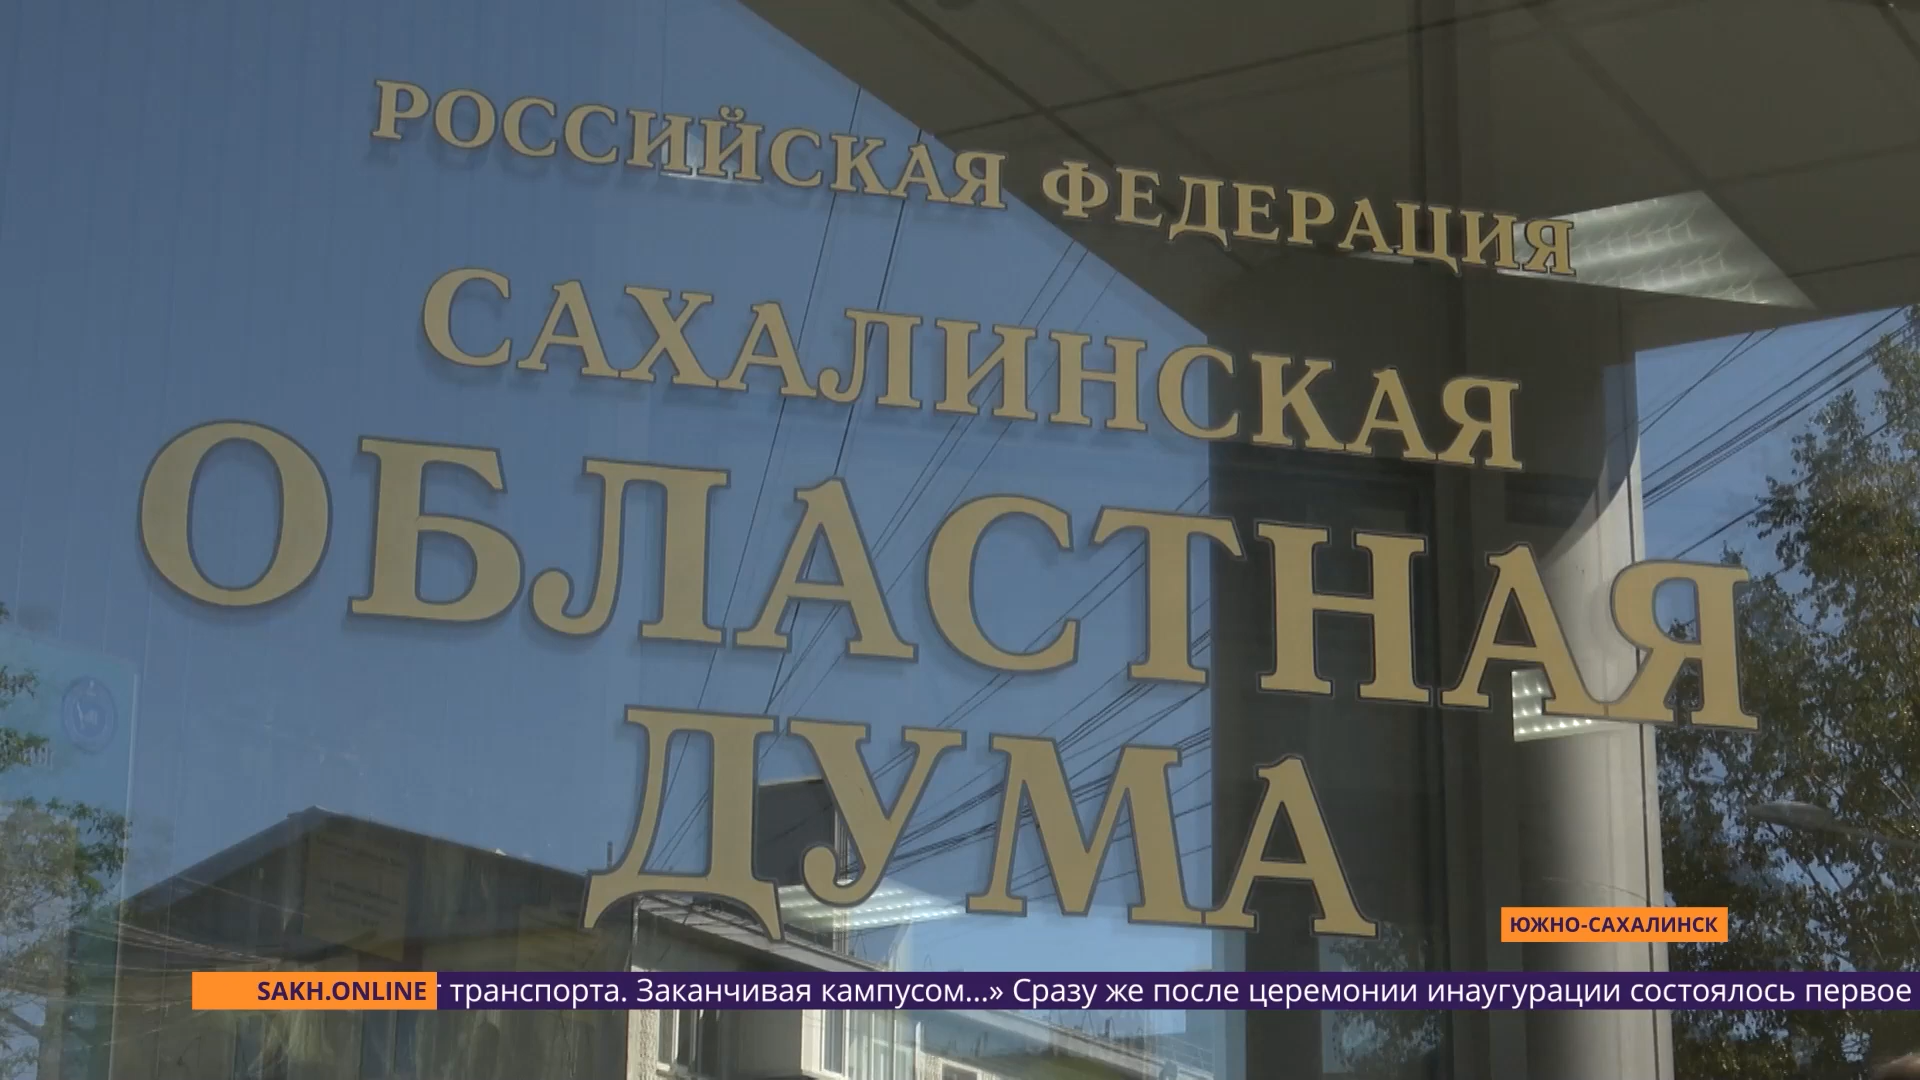 РОССИЙСКАЯ ФЕДЕРАЦИЯ
САХАЛИНСКАЯ
ОБЛАСТНАЯ
ДУМА
ЮЖНО-САХАЛИНСК
SAKH.ONLINE
транспорта. Заканчивая кампусом...» Сразу же после церемонии инаугурации состоялось первое